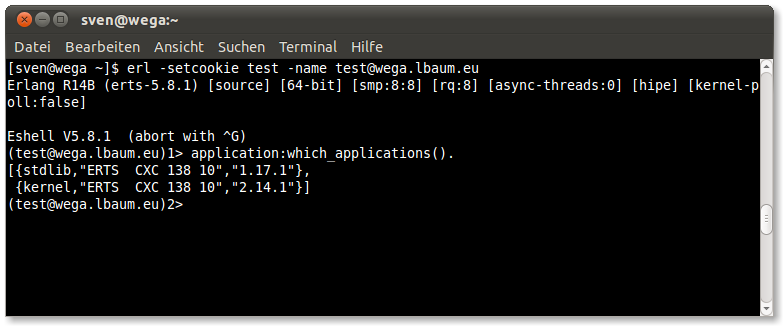 sven@wega:~
Datei Bearbeiten Ansicht Suchen Terminal Hilfe
[sven@wega ~]$ erl -setcookie test -name test@wega.lbaum.eu
Erlang R14B (erts-5.8.1) [source] [64-bit] [smp:8:8] [rq:8] [async-threads:0] [hipe] [kernel-p
oll:false]

Eshell V5.8.1  (abort with ^G)
(test@wega.lbaum.eu)1> application:which_applications().
[{stdlib,"ERTS  CXC 138 10","1.17.1"},
 {kernel,"ERTS  CXC 138 10","2.14.1"}]
(test@wega.lbaum.eu)2>